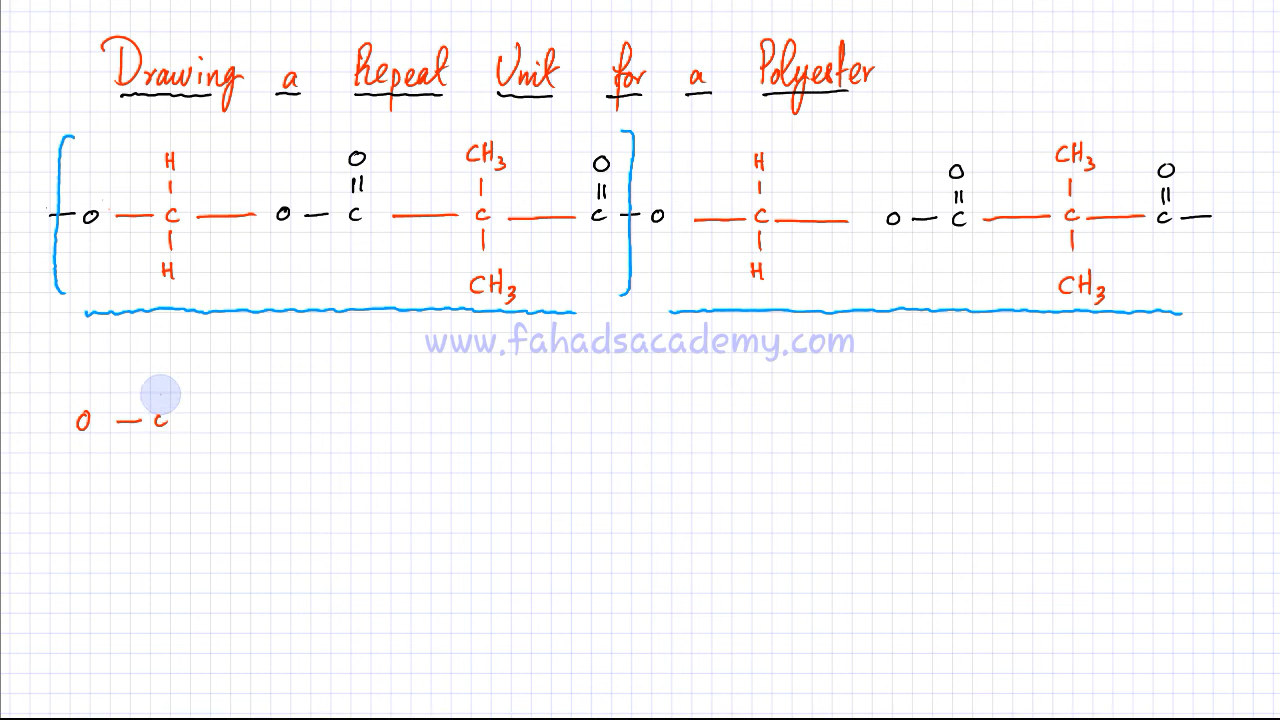 Drawing a Repeat Unit for a Polyester
H O CH3 O H O CH3 O
|| || || ||
— O — C — O — C — C — C — O — C — O — C — C — C —
H CH3 H CH3
www.fahadsacademy.com
O — C